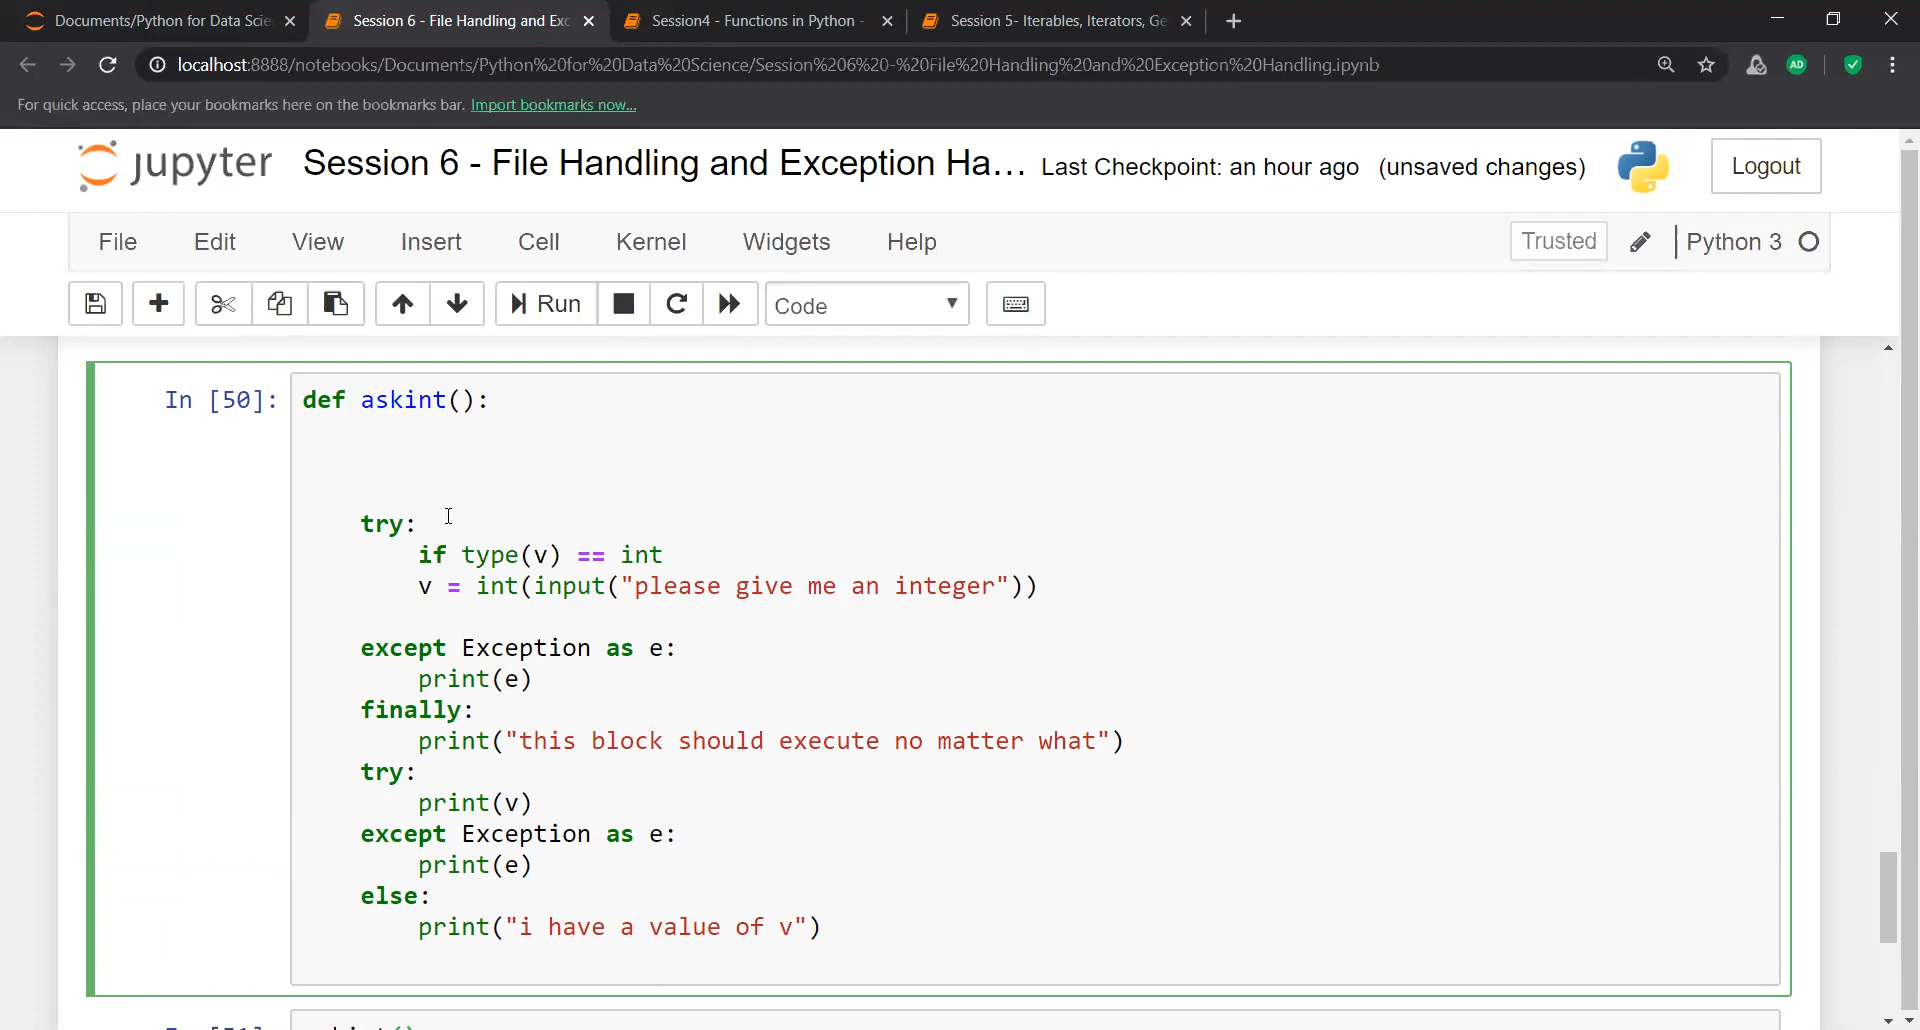 Documents/Python for Data Scie
Session 6 - File Handling and Exc
Session4 - Functions in Python -
Session 5- Iterables, Iterators, Ge
localhost:8888/notebooks/Documents/Python%20for%20Data%20Science/Session%206%20-%20File%20Handling%20and%20Exception%20Handling.ipynb
AD
For quick access, place your bookmarks here on the bookmarks bar. Import bookmarks now...
jupyter Session 6 - File Handling and Exception Ha... Last Checkpoint: an hour ago (unsaved changes) Logout
File Edit View Insert Cell Kernel Widgets Help Trusted Python 3
Run Code
In [50]: def askint():
try:
if type(v) == int
v = int(input("please give me an integer"))
except Exception as e:
print(e)
finally:
print("this block should execute no matter what")
try:
print(v)
except Exception as e:
print(e)
else:
print("i have a value of v")